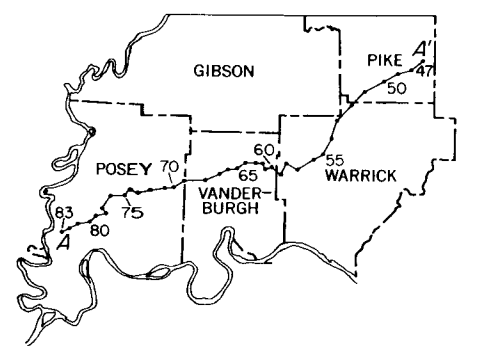 PIKE
A'
47
GIBSON
50
60
55
POSEY
70
65
WARRICK
75
VANDER-
BURGH
83
80
A